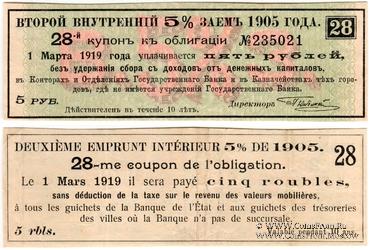 ВТОРОЙ ВНУТРЕННІЙ 5% ЗАЕМЪ 1905 ГОДА.
28
28-й купонъ къ облигаціи №235021
1 Марта 1919 года уплачивается пять рублей,
безъ удержанія сбора съ доходовъ отъ денежныхъ капиталовъ,
въ Конторахъ и Отдѣленіяхъ Государственнаго Банка и въ Казначействахъ тѣхъ горо-
довъ, гдѣ не имѣется учрежденій Государственнаго Банка.
5 РУБ.
Директоръ
Дѣйствителенъ въ теченіе 10 лѣтъ.
DEUXIÈME EMPRUNT INTÉRIEUR 5% DE 1905.
28
28-me coupon de l'obligation.
Le 1 Mars 1919 il sera payé cinq roubles,
sans déduction de la taxe sur le revenu des valeurs mobilières,
à tous les guichets de la Banque de l'État et aux guichets des trésoreries
des villes où la Banque n'a pas de succursale.
5 rbls.
Valable pendant 10 ans.